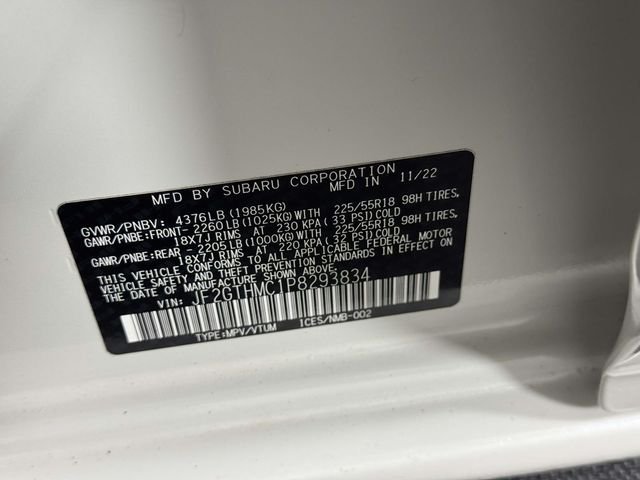 MFD BY SUBARU CORPORATION
MFD IN 11/22
GVWR/PNBV: 4376LB (1985KG)
GAWR/PNBE: FRONT- 2260LB (1025KG) WITH 225/55R18 98H TIRES,
18x7J RIMS AT 230 KPA ( 33 PSI) COLD
GAWR/PNBE: REAR - 2205LB (1000KG) WITH 225/55R18 98H TIRES,
18x7J RIMS AT 220 KPA ( 32 PSI) COLD
THIS VEHICLE CONFORMS TO ALL APPLICABLE FEDERAL MOTOR
VEHICLE SAFETY AND THEFT PREVENTION STANDARDS IN EFFECT
ON THE DATE OF MANUFACTURE SHOWN ABOVE.
VIN: JF2GTHMC1P8293834
TYPE: MPV/VTUM ICES/NMB-002